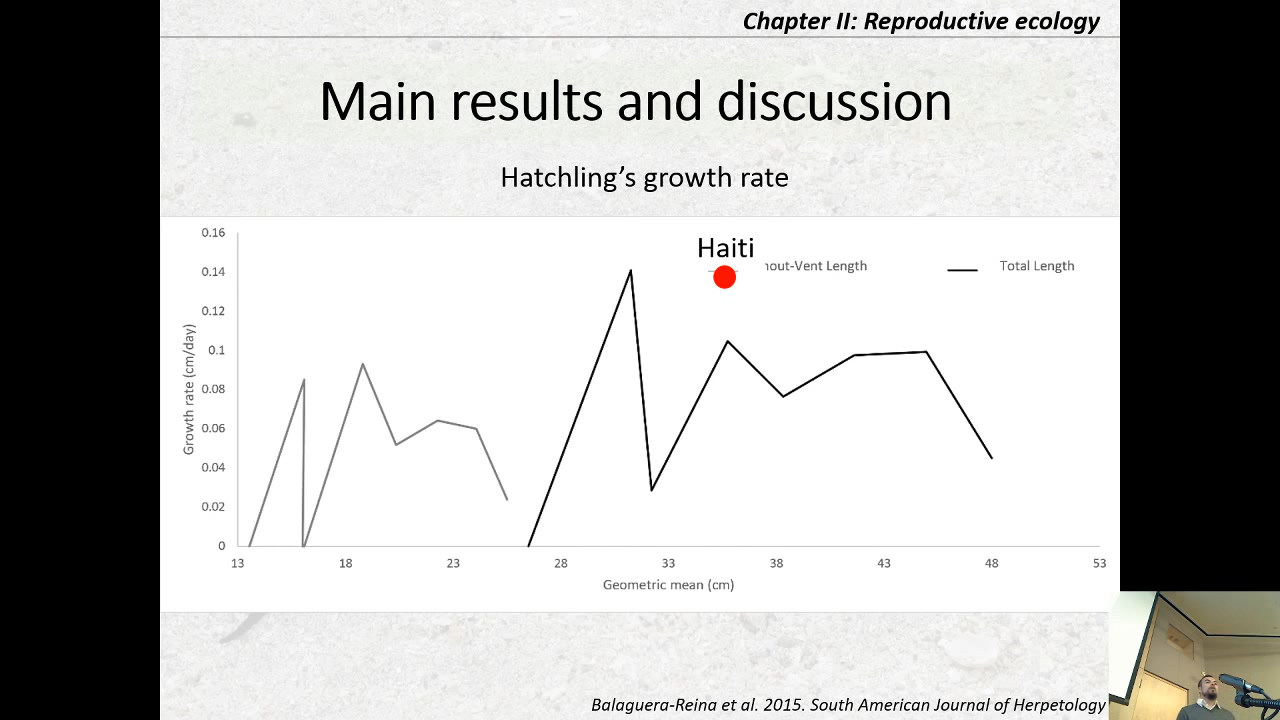 Chapter II: Reproductive ecology
Main results and discussion
Hatchling's growth rate
Haiti
nout-Vent Length
Total Length
0.16
0.14
0.12
0.1
0.08
0.06
0.04
0.02
0
Growth rate (cm/day)
13 18 23 28 33 38 43 48 53
Geometric mean (cm)
Balaguera-Reina et al. 2015. South American Journal of Herpetology